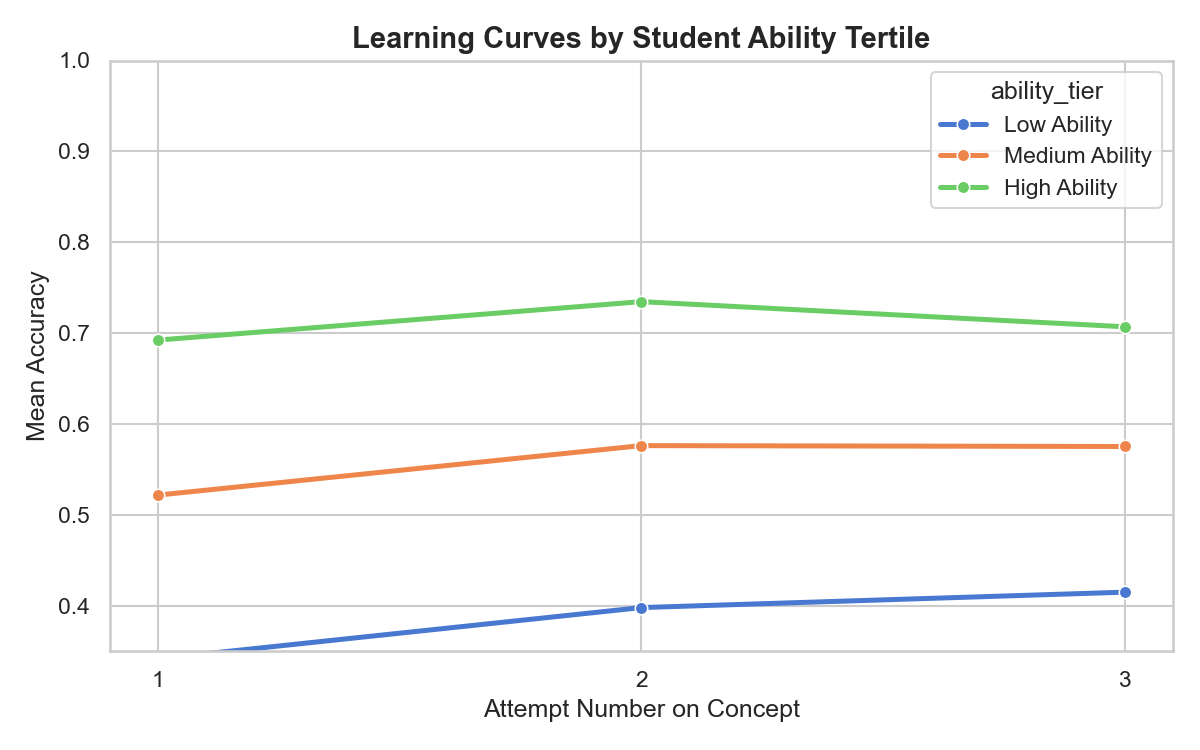 Learning Curves by Student Ability Tertile
1.0
0.9
0.8
0.7
0.6
0.5
0.4
Mean Accuracy
ability_tier
Low Ability
Medium Ability
High Ability
1 2 3
Attempt Number on Concept